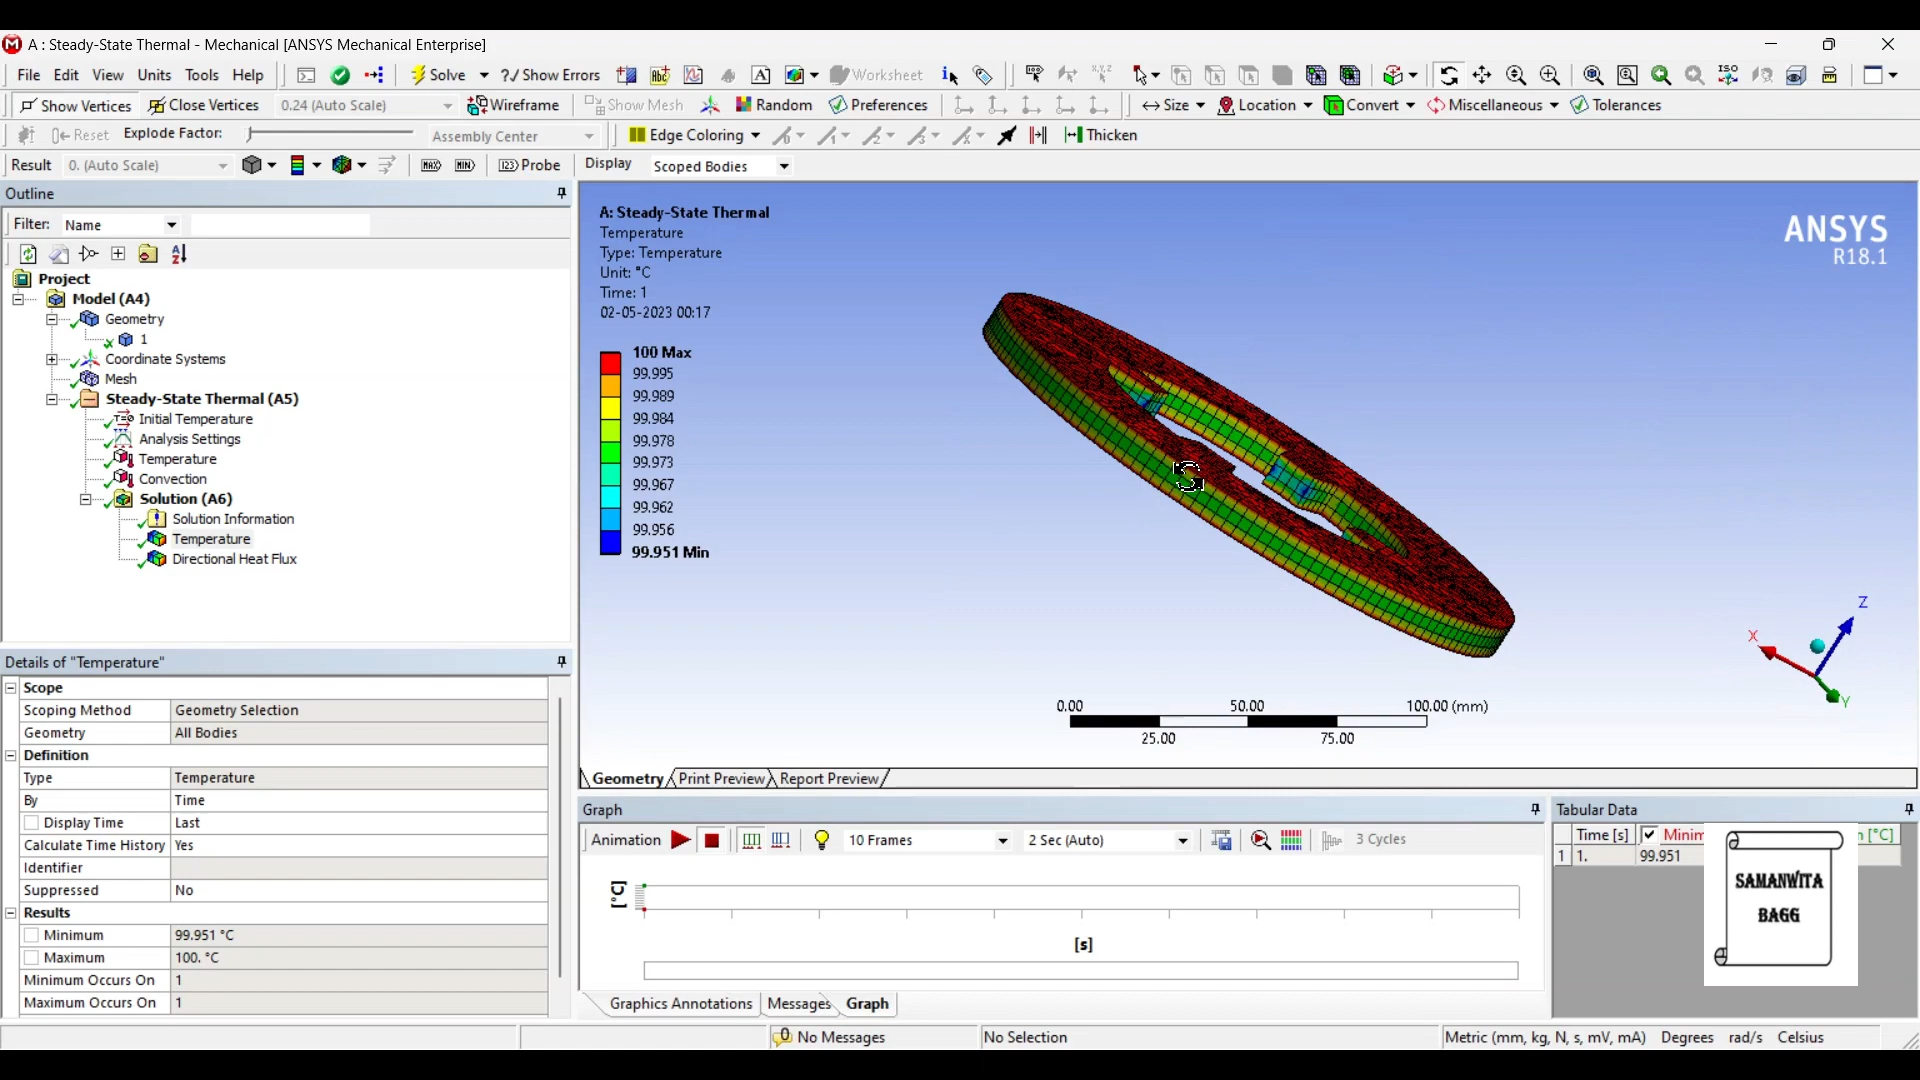 A : Steady-State Thermal - Mechanical [ANSYS Mechanical Enterprise]
File Edit View Units Tools Help Solve ?/ Show Errors Worksheet
Show Vertices Close Vertices 0.24 (Auto Scale) Wireframe Show Mesh Random Preferences Size Location Convert Miscellaneous Tolerances
Reset Explode Factor: Assembly Center Edge Coloring Thicken
Result 0. (Auto Scale) MAX MIN Probe Display Scoped Bodies
Outline
Filter: Name
Project
Model (A4)
Geometry
1
Coordinate Systems
Mesh
Steady-State Thermal (A5)
Initial Temperature
Analysis Settings
Temperature
Convection
Solution (A6)
Solution Information
Temperature
Directional Heat Flux
Details of "Temperature"
Scope
Scoping Method Geometry Selection
Geometry All Bodies
Definition
Type Temperature
By Time
Display Time Last
Calculate Time History Yes
Identifier
Suppressed No
Results
Minimum 99.951 °C
Maximum 100. °C
Minimum Occurs On 1
Maximum Occurs On 1
A: Steady-State Thermal
Temperature
Type: Temperature
Unit: °C
Time: 1
02-05-2023 00:17
100 Max
99.995
99.989
99.984
99.978
99.973
99.967
99.962
99.956
99.951 Min
ANSYS
R18.1
X
Y
Z
0.00 50.00 100.00 (mm)
25.00 75.00
Geometry Print Preview Report Preview
Graph
Animation 10 Frames 2 Sec (Auto) 3 Cycles
[°C]
[s]
Graphics Annotations Messages Graph
Tabular Data
Time [s] Minim [°C]
1 1. 99.951
SAMANWITA
BAGG
No Messages No Selection Metric (mm, kg, N, s, mV, mA) Degrees rad/s Celsius